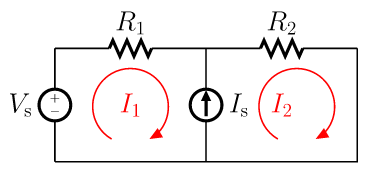 R₁ R₂
Vₛ + − I₁ Iₛ I₂